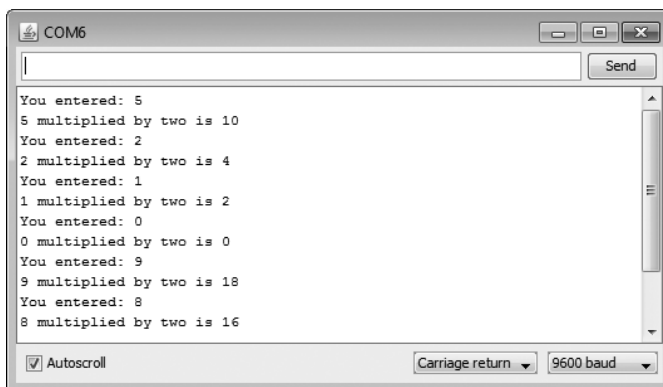 COM6
Send
You entered: 5
5 multiplied by two is 10
You entered: 2
2 multiplied by two is 4
You entered: 1
1 multiplied by two is 2
You entered: 0
0 multiplied by two is 0
You entered: 9
9 multiplied by two is 18
You entered: 8
8 multiplied by two is 16
Autoscroll Carriage return 9600 baud